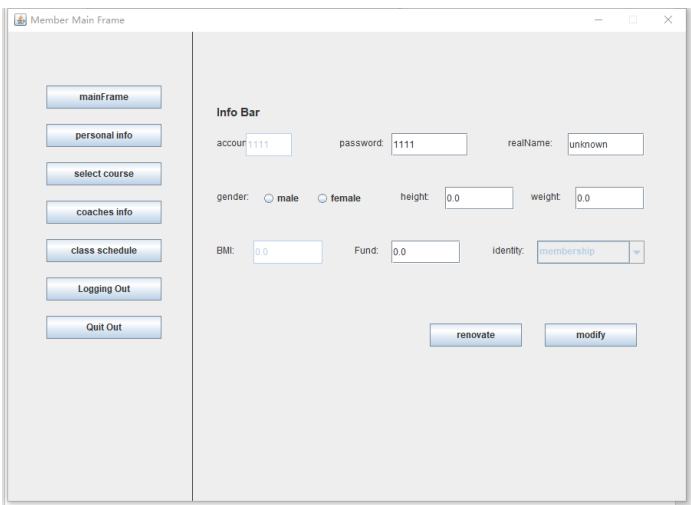 Member Main Frame
mainFrame
personal info
select course
coaches info
class schedule
Logging Out
Quit Out
Info Bar
accoun 1111 password: 1111 realName: unknown
gender: male female height: 0.0 weight: 0.0
BMI: 0.0 Fund: 0.0 identity: membership
renovate modify